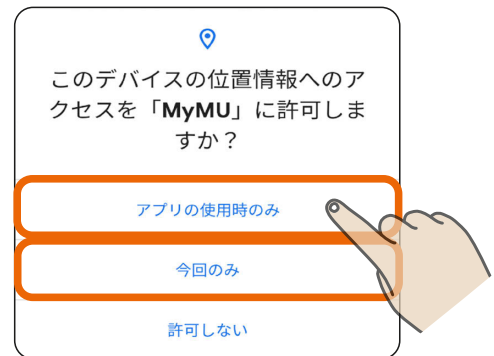 このデバイスの位置情報へのア
クセスを「MyMU」に許可しま
すか？
アプリの使用時のみ
今回のみ
許可しない